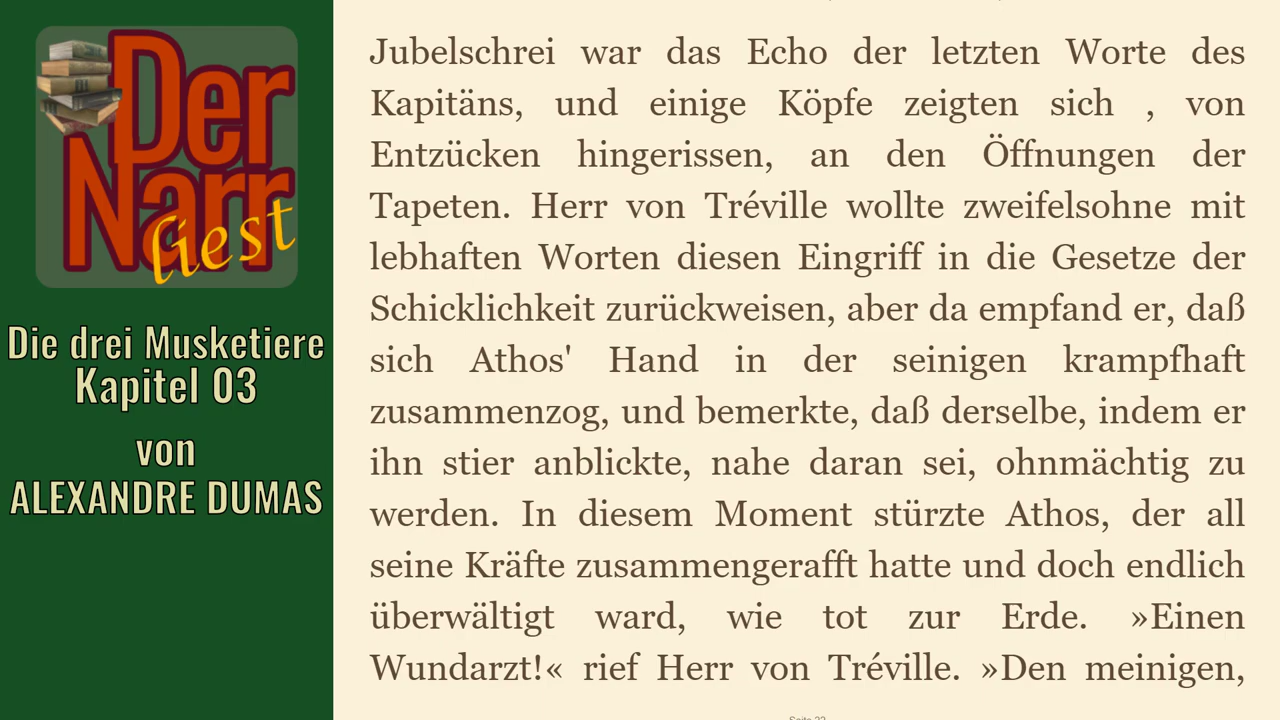 Der
Narr
liest
Die drei Musketiere
Kapitel 03
von
ALEXANDRE DUMAS
Jubelschrei war das Echo der letzten Worte des
Kapitäns, und einige Köpfe zeigten sich , von
Entzücken hingerissen, an den Öffnungen der
Tapeten. Herr von Tréville wollte zweifelsohne mit
lebhaften Worten diesen Eingriff in die Gesetze der
Schicklichkeit zurückweisen, aber da empfand er, daß
sich Athos' Hand in der seinigen krampfhaft
zusammenzog, und bemerkte, daß derselbe, indem er
ihn stier anblickte, nahe daran sei, ohnmächtig zu
werden. In diesem Moment stürzte Athos, der all
seine Kräfte zusammengerafft hatte und doch endlich
überwältigt ward, wie tot zur Erde. »Einen
Wundarzt!« rief Herr von Tréville. »Den meinigen,